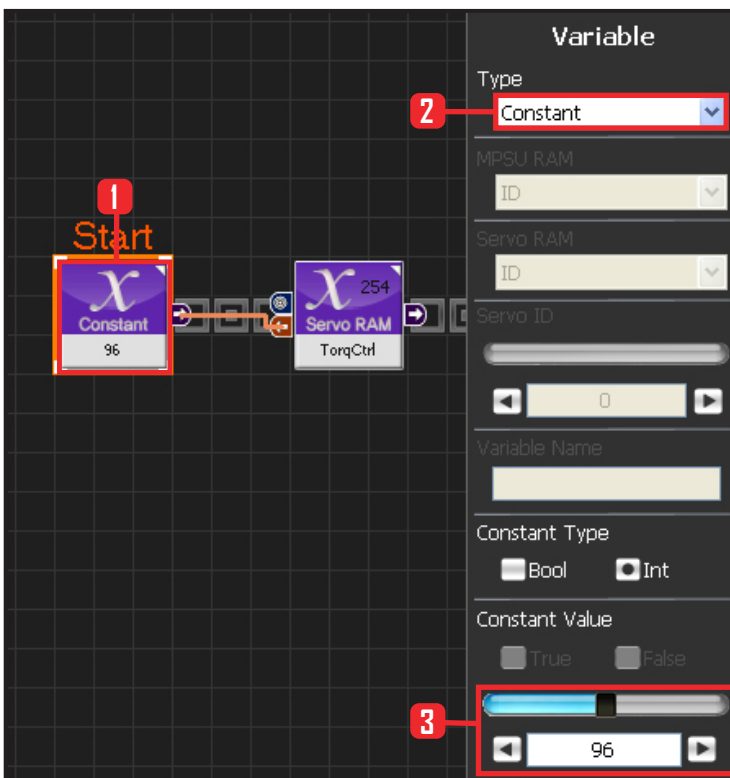 1
Start
X
Constant
96
X 254
Servo RAM
TorqCtrl
Variable
Type
2
Constant
MPSU RAM
ID
Servo RAM
ID
Servo ID
0
Variable Name
Constant Type
Bool Int
Constant Value
True False
3
96